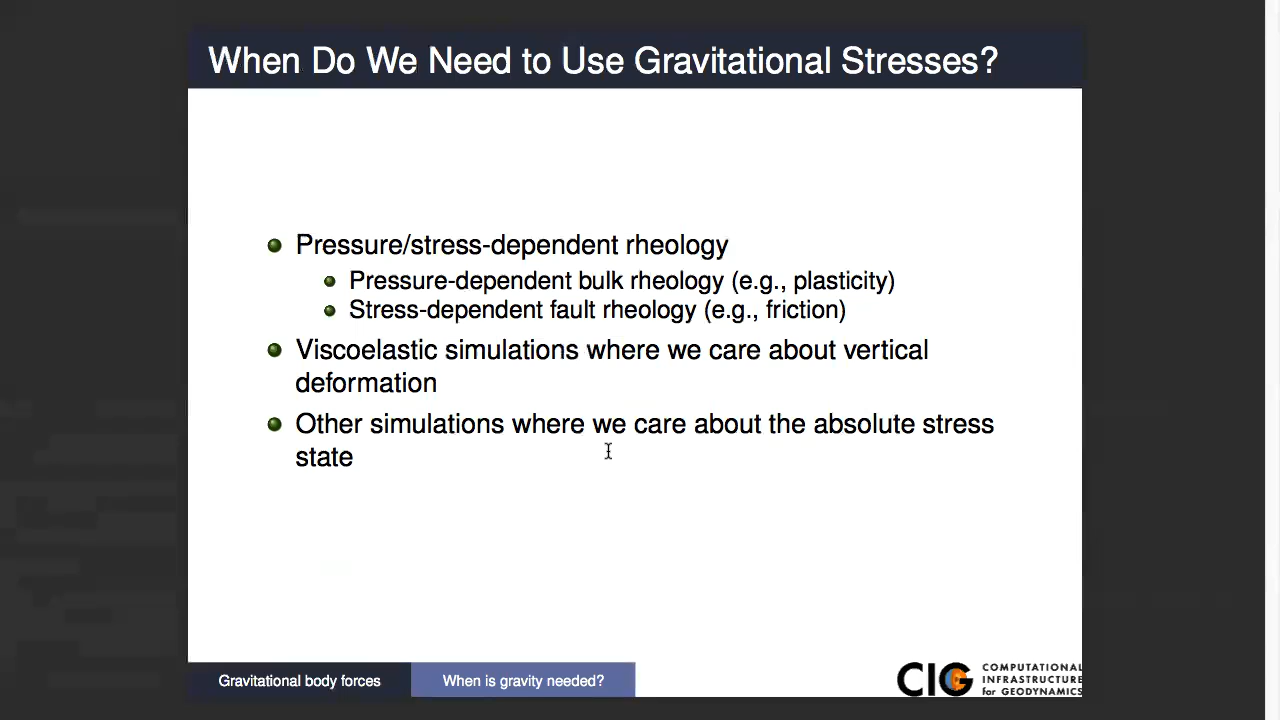 When Do We Need to Use Gravitational Stresses?
Pressure/stress-dependent rheology
Pressure-dependent bulk rheology (e.g., plasticity)
Stress-dependent fault rheology (e.g., friction)
Viscoelastic simulations where we care about vertical
deformation
Other simulations where we care about the absolute stress
state
Gravitational body forces
When is gravity needed?
CIG
COMPUTATIONAL
INFRASTRUCTURE
for GEODYNAMICS